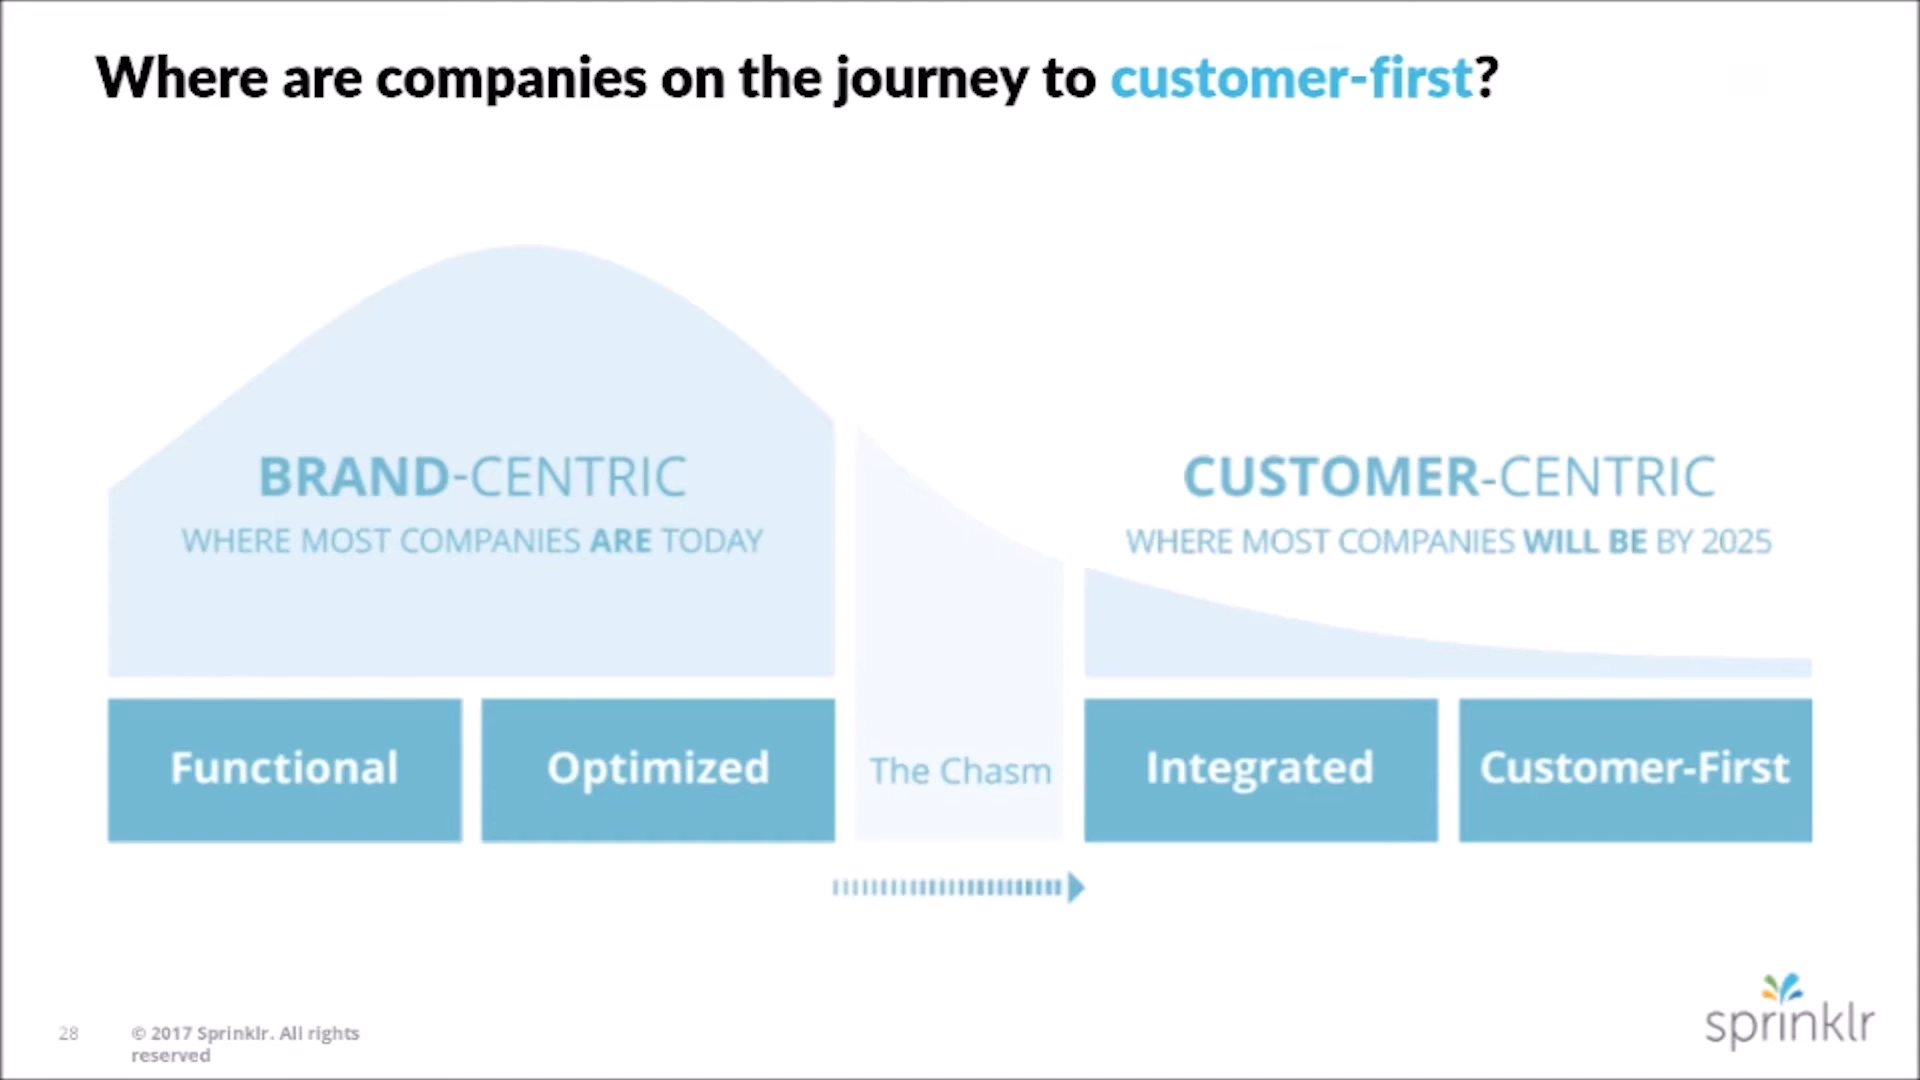 Where are companies on the journey to customer-first?
BRAND-CENTRIC
WHERE MOST COMPANIES ARE TODAY
CUSTOMER-CENTRIC
WHERE MOST COMPANIES WILL BE BY 2025
Functional
Optimized
The Chasm
Integrated
Customer-First
28
© 2017 Sprinklr. All rights
reserved
sprinklr